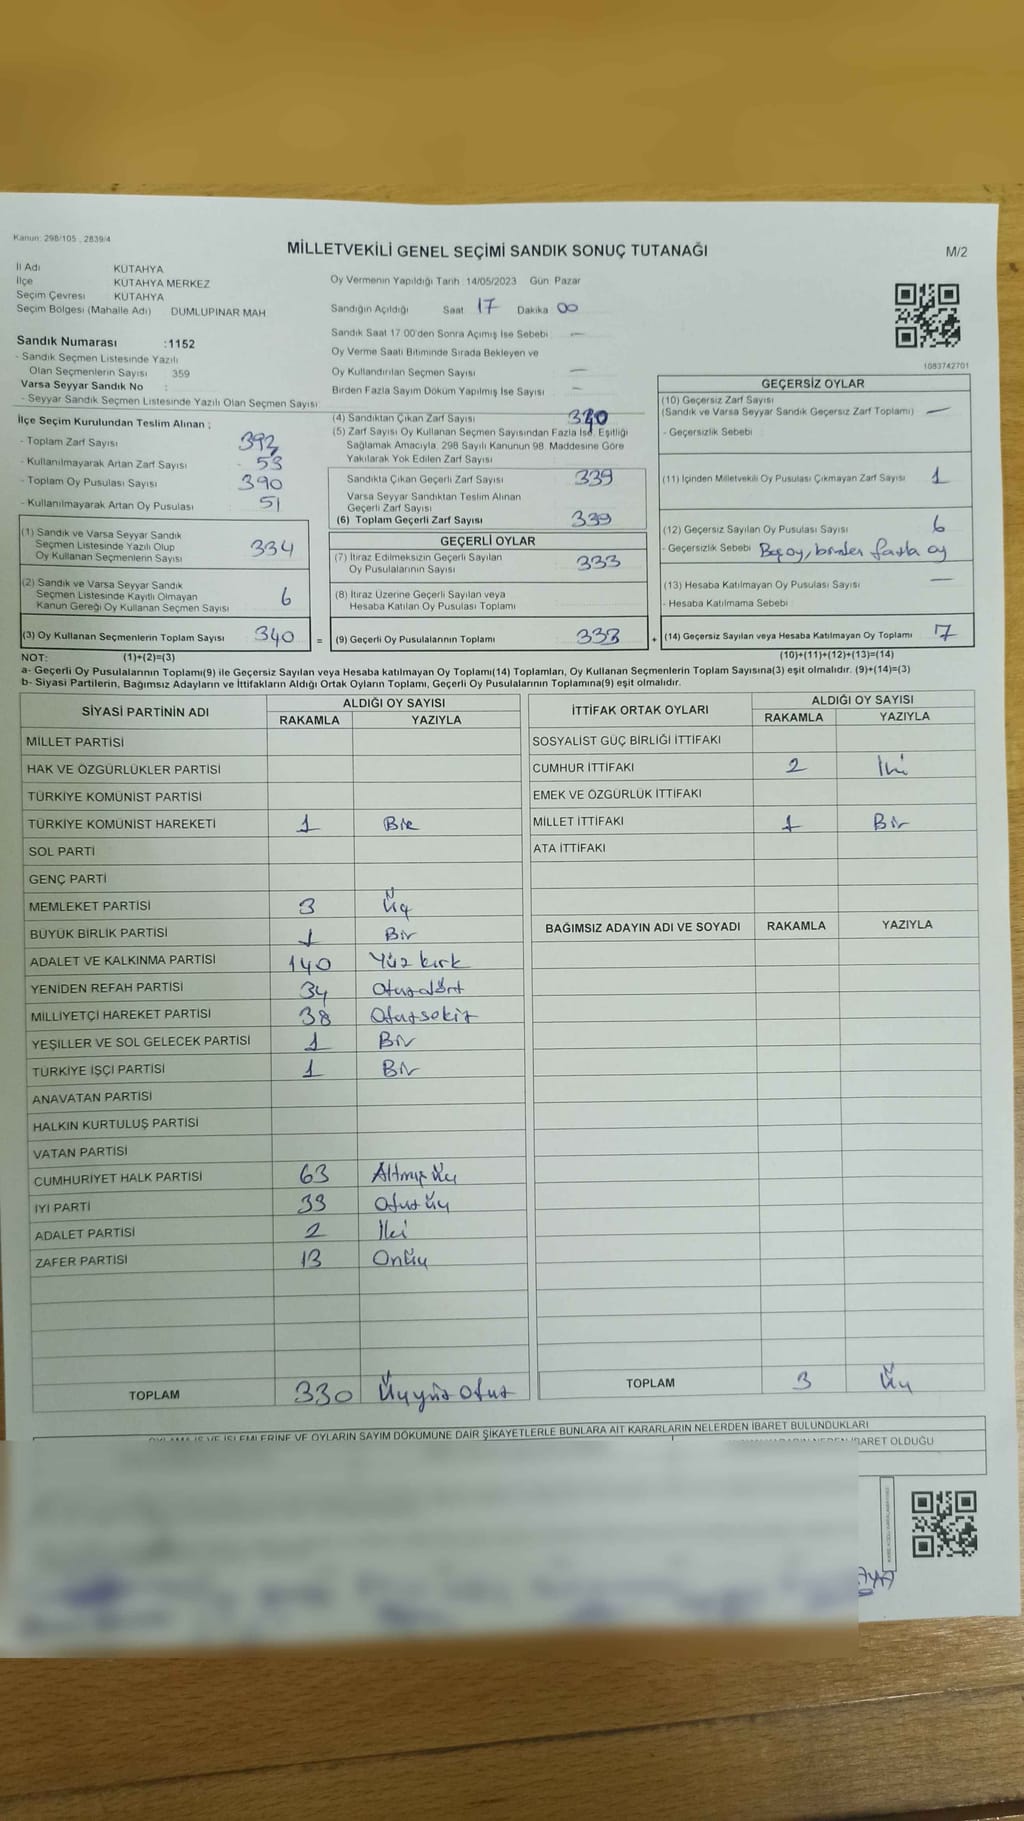 Kanun: 298/105 , 2839/4
MİLLETVEKİLİ GENEL SEÇİMİ SANDIK SONUÇ TUTANAĞI
M/2
İl Adı KÜTAHYA
İlçe KÜTAHYA MERKEZ
Seçim Çevresi KÜTAHYA
Seçim Bölgesi (Mahalle Adı) DUMLUPINAR MAH
Oy Vermenin Yapıldığı Tarih 14/05/2023 Gün Pazar
Sandığın Açıldığı Saat 17 Dakika 00
Sandık Saat 17 00'den Sonra Açımış İse Sebebi —
Oy Verme Saati Bitiminde Sırada Bekleyen ve
Oy Kullandırılan Seçmen Sayısı —
Birden Fazla Sayım Döküm Yapılmış İse Sayısı —
1083742701
Sandık Numarası :1152
- Sandık Seçmen Listesinde Yazılı
Olan Seçmenlerin Sayısı 359
Varsa Seyyar Sandık No :
- Seyyar Sandık Seçmen Listesinde Yazılı Olan Seçmen Sayısı
İlçe Seçim Kurulundan Teslim Alınan ;
- Toplam Zarf Sayısı 392
- Kullanılmayarak Artan Zarf Sayısı 53
- Toplam Oy Pusulası Sayısı 390
- Kullanılmayarak Artan Oy Pusulası 51
(1) Sandık ve Varsa Seyyar Sandık
Seçmen Listesinde Yazılı Olup
Oy Kullanan Seçmenlerin Sayısı 334
(2) Sandık ve Varsa Seyyar Sandık
Seçmen Listesinde Kayıtlı Olmayan
Kanun Gereği Oy Kullanan Seçmen Sayısı 6
(3) Oy Kullanan Seçmenlerin Toplam Sayısı 340 =
(4) Sandıktan Çıkan Zarf Sayısı 340
(5) Zarf Sayısı Oy Kullanan Seçmen Sayısından Fazla İse, Eşitliği
Sağlamak Amacıyla, 298 Sayılı Kanunun 98. Maddesine Göre
Yakılarak Yok Edilen Zarf Sayısı
Sandıkta Çıkan Geçerli Zarf Sayısı 339
Varsa Seyyar Sandıktan Teslim Alınan
Geçerli Zarf Sayısı
(6) Toplam Geçerli Zarf Sayısı 339
GEÇERLİ OYLAR
(7) İtiraz Edilmeksizin Geçerli Sayılan
Oy Pusulalarının Sayısı 333
(8) İtiraz Üzerine Geçerli Sayılan veya
Hesaba Katılan Oy Pusulası Toplamı
(9) Geçerli Oy Pusulalarının Toplamı 333 +
GEÇERSİZ OYLAR
(10) Geçersiz Zarf Sayısı
(Sandık ve Varsa Seyyar Sandık Geçersiz Zarf Toplamı) —
- Geçersizlik Sebebi
(11) İçinden Milletvekili Oy Pusulası Çıkmayan Zarf Sayısı 1
(12) Geçersiz Sayılan Oy Pusulası Sayısı 6
- Geçersizlik Sebebi Boş oy, birden fazla oy
(13) Hesaba Katılmayan Oy Pusulası Sayısı —
- Hesaba Katılmama Sebebi
(14) Geçersiz Sayılan veya Hesaba Katılmayan Oy Toplamı 7
NOT: (1)+(2)=(3) (10)+(11)+(12)+(13)=(14)
a- Geçerli Oy Pusulalarının Toplamı(9) ile Geçersiz Sayılan veya Hesaba katılmayan Oy Toplamı(14) Toplamları, Oy Kullanan Seçmenlerin Toplam Sayısına(3) eşit olmalıdır. (9)+(14)=(3)
b- Siyasi Partilerin, Bağımsız Adayların ve İttifakların Aldığı Ortak Oyların Toplamı, Geçerli Oy Pusulalarının Toplamına(9) eşit olmalıdır.
SİYASİ PARTİNİN ADI ALDIĞI OY SAYISI
RAKAMLA YAZIYLA
MİLLET PARTİSİ
HAK VE ÖZGÜRLÜKLER PARTİSİ
TÜRKİYE KOMÜNİST PARTİSİ
TÜRKİYE KOMÜNİST HAREKETİ 1 Bir
SOL PARTİ
GENÇ PARTİ
MEMLEKET PARTİSİ 3 Üç
BÜYÜK BİRLİK PARTİSİ 1 Bir
ADALET VE KALKINMA PARTİSİ 140 Yüz kırk
YENİDEN REFAH PARTİSİ 34 Otuzdört
MİLLİYETÇİ HAREKET PARTİSİ 38 Otuzsekiz
YEŞİLLER VE SOL GELECEK PARTİSİ 1 Bir
TÜRKİYE İŞÇİ PARTİSİ 1 Bir
ANAVATAN PARTİSİ
HALKIN KURTULUŞ PARTİSİ
VATAN PARTİSİ
CUMHURİYET HALK PARTİSİ 63 Altmış üç
İYİ PARTİ 33 Otuz üç
ADALET PARTİSİ 2 İki
ZAFER PARTİSİ 13 Onüç
TOPLAM 330 Üçyüz Otuz
İTTİFAK ORTAK OYLARI ALDIĞI OY SAYISI
RAKAMLA YAZIYLA
SOSYALİST GÜÇ BİRLİĞİ İTTİFAKI
CUMHUR İTTİFAKI 2 İki
EMEK VE ÖZGÜRLÜK İTTİFAKI
MİLLET İTTİFAKI 1 Bir
ATA İTTİFAKI
BAĞIMSIZ ADAYIN ADI VE SOYADI RAKAMLA YAZIYLA
TOPLAM 3 Üç
OYLAMA İŞ VE İŞLEMLERİNE VE OYLARIN SAYIM DÖKÜMÜNE DAİR ŞİKAYETLERLE BUNLARA AİT KARARLARIN NELERDEN İBARET BULUNDUKLARI
NEDEN İBARET OLDUĞU